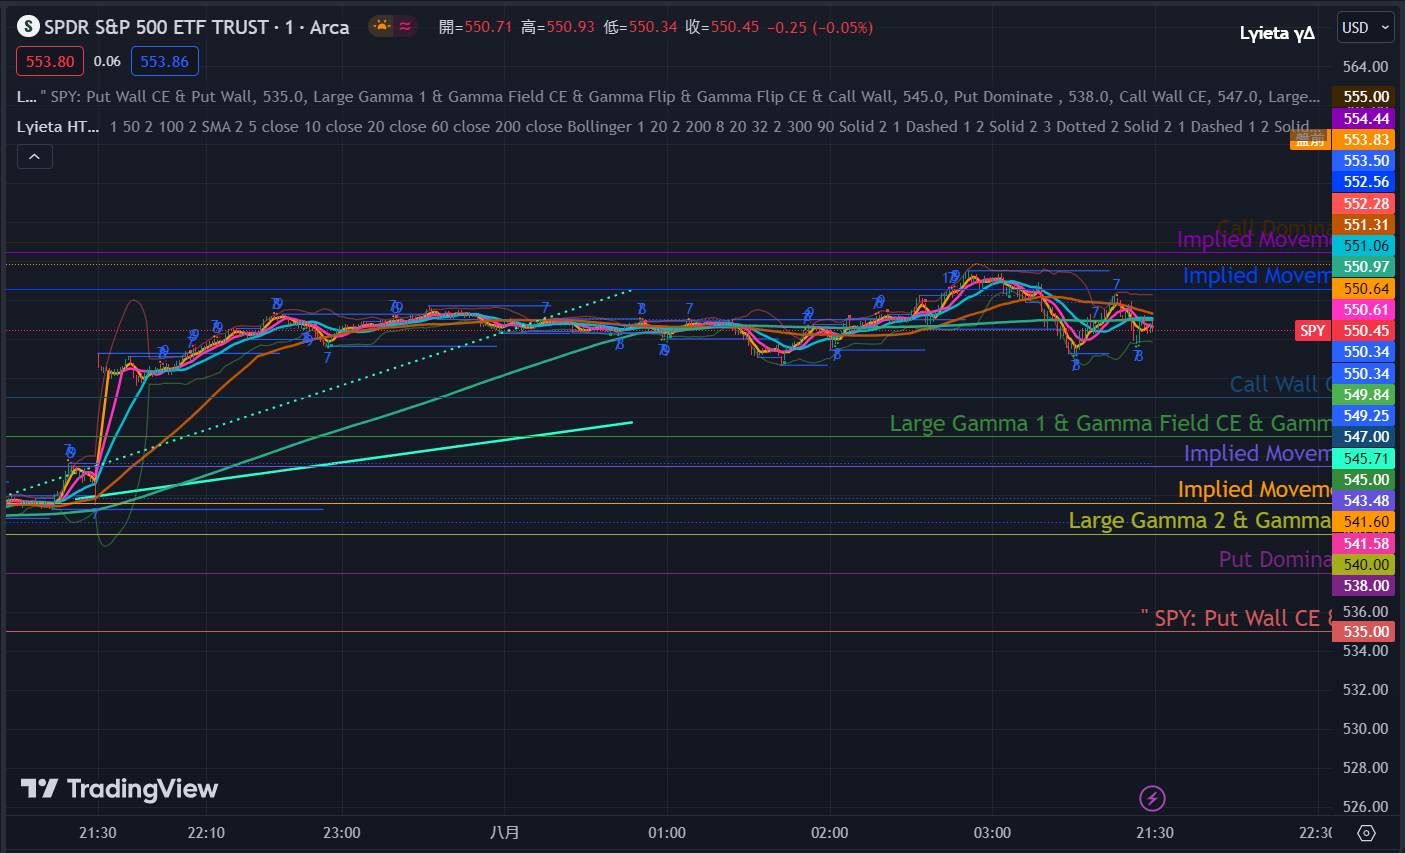 S SPDR S&P 500 ETF TRUST · 1 · Arca 開=550.71 高=550.93 低=550.34 收=550.45 −0.25 (−0.05%)
Lyieta γΔ
USD
553.80 0.06 553.86
L... " SPY: Put Wall CE & Put Wall, 535.0, Large Gamma 1 & Gamma Field CE & Gamma Flip & Gamma Flip CE & Call Wall, 545.0, Put Dominate , 538.0, Call Wall CE, 547.0, Large...
Lyieta HT... 1 50 2 100 2 SMA 2 5 close 10 close 20 close 60 close 200 close Bollinger 1 20 2 200 8 20 32 2 300 90 Solid 2 1 Dashed 1 2 Solid 2 3 Dotted 2 Solid 2 1 Dashed 1 2 Solid...
564.00
555.00
554.44
盤前 553.83
553.50
552.56
552.28
551.31
551.06
550.97
550.64
550.61
SPY 550.45
550.34
550.34
549.84
549.25
547.00
545.71
545.00
543.48
541.60
541.58
540.00
538.00
536.00
535.00
534.00
532.00
530.00
528.00
526.00
Call Domina
Implied Movem
Implied Movem
Call Wall C
Large Gamma 1 & Gamma Field CE & Gamm
Implied Movem
Implied Movem
Large Gamma 2 & Gamma
Put Domina
" SPY: Put Wall CE &
TradingView
21:30 22:10 23:00 八月 01:00 02:00 03:00 21:30 22:30